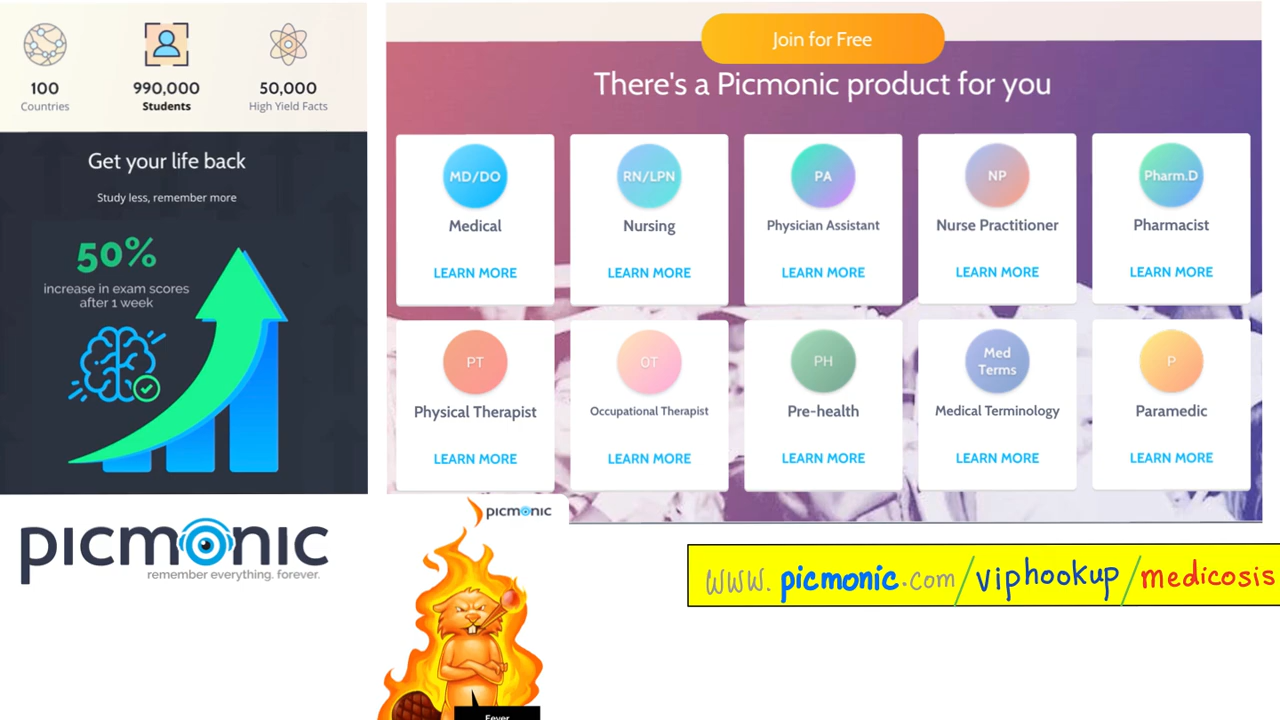 100
Countries
990,000
Students
50,000
High Yield Facts
Get your life back
Study less, remember more
50%
increase in exam scores
after 1 week
picmonic
remember everything. forever.
Join for Free
There's a Picmonic product for you
MD/DO
Medical
LEARN MORE
RN/LPN
Nursing
LEARN MORE
PA
Physician Assistant
LEARN MORE
NP
Nurse Practitioner
LEARN MORE
Pharm.D
Pharmacist
LEARN MORE
PT
Physical Therapist
LEARN MORE
OT
Occupational Therapist
LEARN MORE
PH
Pre-health
LEARN MORE
Med
Terms
Medical Terminology
LEARN MORE
P
Paramedic
LEARN MORE
picmonic
Fever
www.picmonic.com/viphookup/medicosis